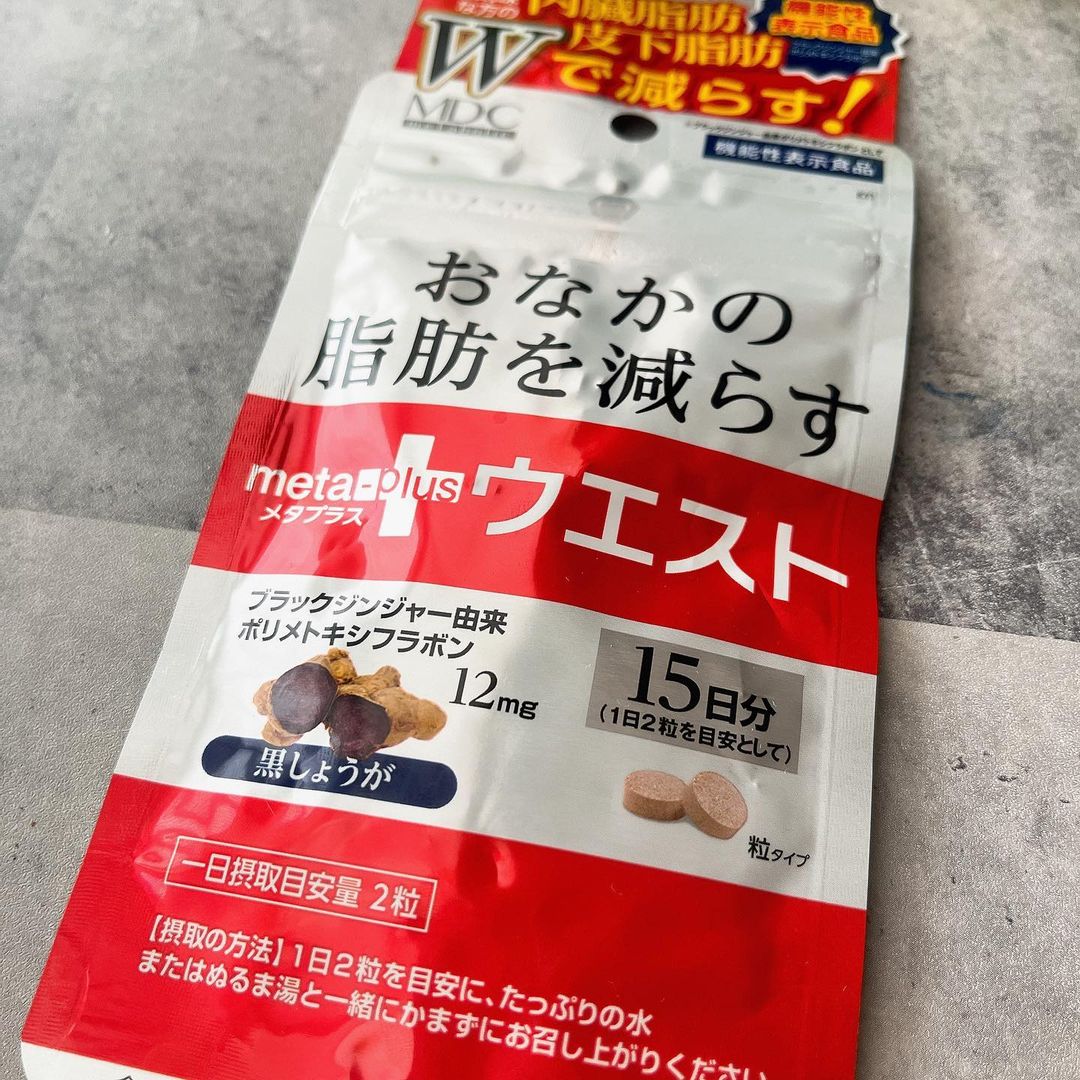 な方の
内臓脂肪
皮下脂肪
W
で減らす!
機能性
表示食品
MDC
機能性表示食品
おなかの
脂肪を減らす
meta-plus
メタプラス
ウエスト
ブラックジンジャー由来
ポリメトキシフラボン
12mg
黒しょうが
15日分
(1日2粒を目安として)
粒タイプ
一日摂取目安量 2粒
【摂取の方法】1日2粒を目安に、たっぷりの水
またはぬるま湯と一緒にかまずにお召し上がりください